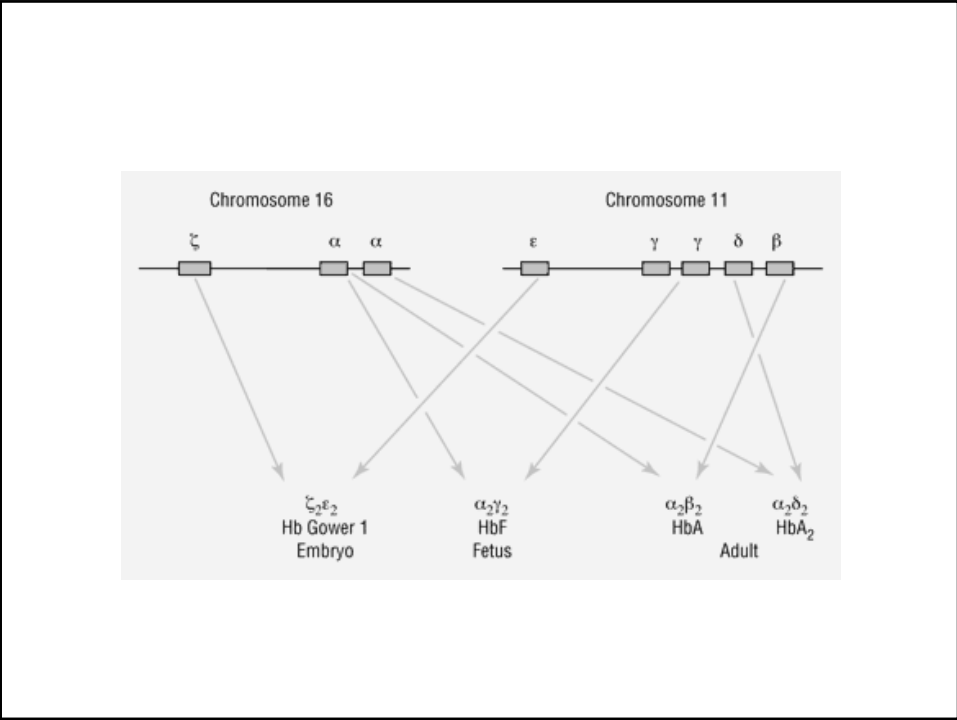 Chromosome 16 Chromosome 11
ζ α α ε γ γ δ β
ζ₂ε₂ α₂γ₂ α₂β₂ α₂δ₂
Hb Gower 1 HbF HbA HbA₂
Embryo Fetus Adult